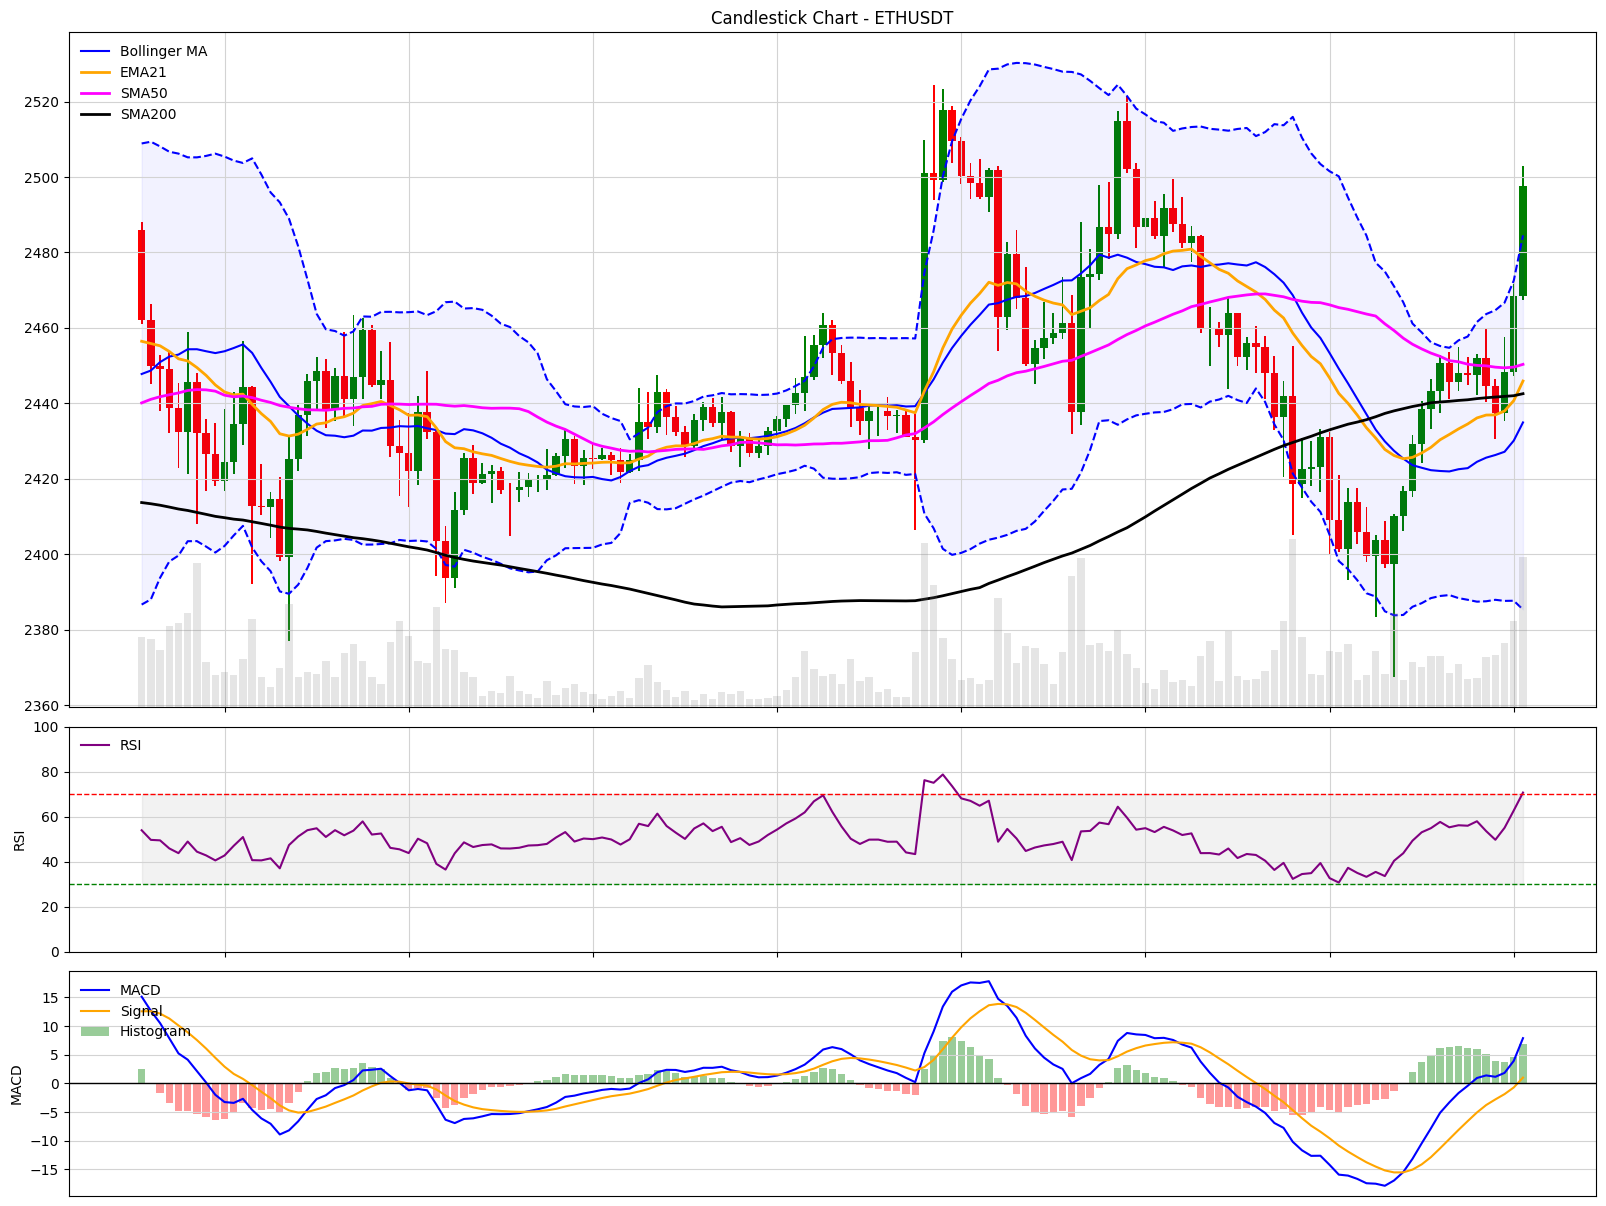 Candlestick Chart - ETHUSDT
Bollinger MA
EMA21
SMA50
SMA200
2520
2500
2480
2460
2440
2420
2400
2380
2360
RSI
100
80
60
40
20
0
RSI
MACD
Signal
Histogram
15
10
5
0
−5
−10
−15
MACD